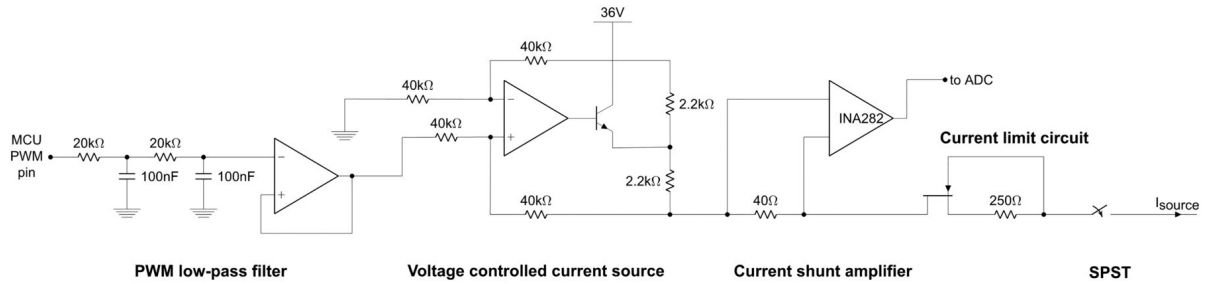 36V
40kΩ
40kΩ
to ADC
2.2kΩ
INA282
Current limit circuit
40kΩ
MCU
PWM
pin
20kΩ
20kΩ
100nF
100nF
2.2kΩ
40kΩ
40Ω
250Ω
Isource
PWM low-pass filter
Voltage controlled current source
Current shunt amplifier
SPST